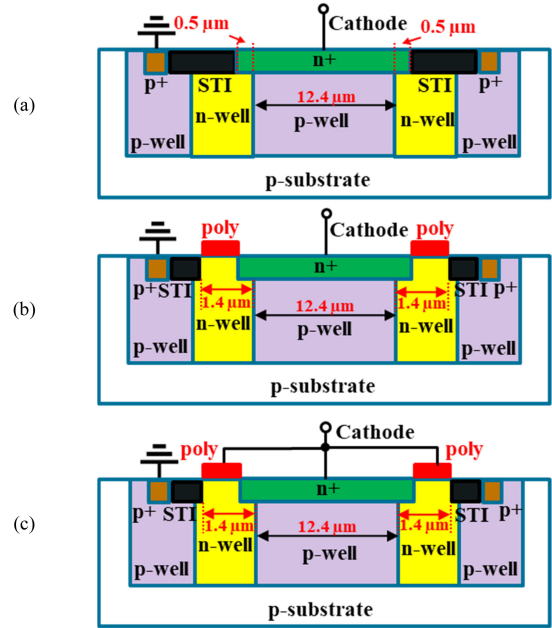 0.5 µm Cathode 0.5 µm
n+
(a)
p+ STI 12.4 µm STI p+
n-well p-well n-well
p-well p-well
p-substrate
poly Cathode poly
n+
(b)
p+ STI 1.4 µm 12.4 µm 1.4 µm STI p+
n-well p-well n-well
p-well p-well
p-substrate
poly Cathode poly
n+
(c)
p+ STI 1.4 µm 12.4 µm 1.4 µm STI p+
n-well p-well n-well
p-well p-well
p-substrate